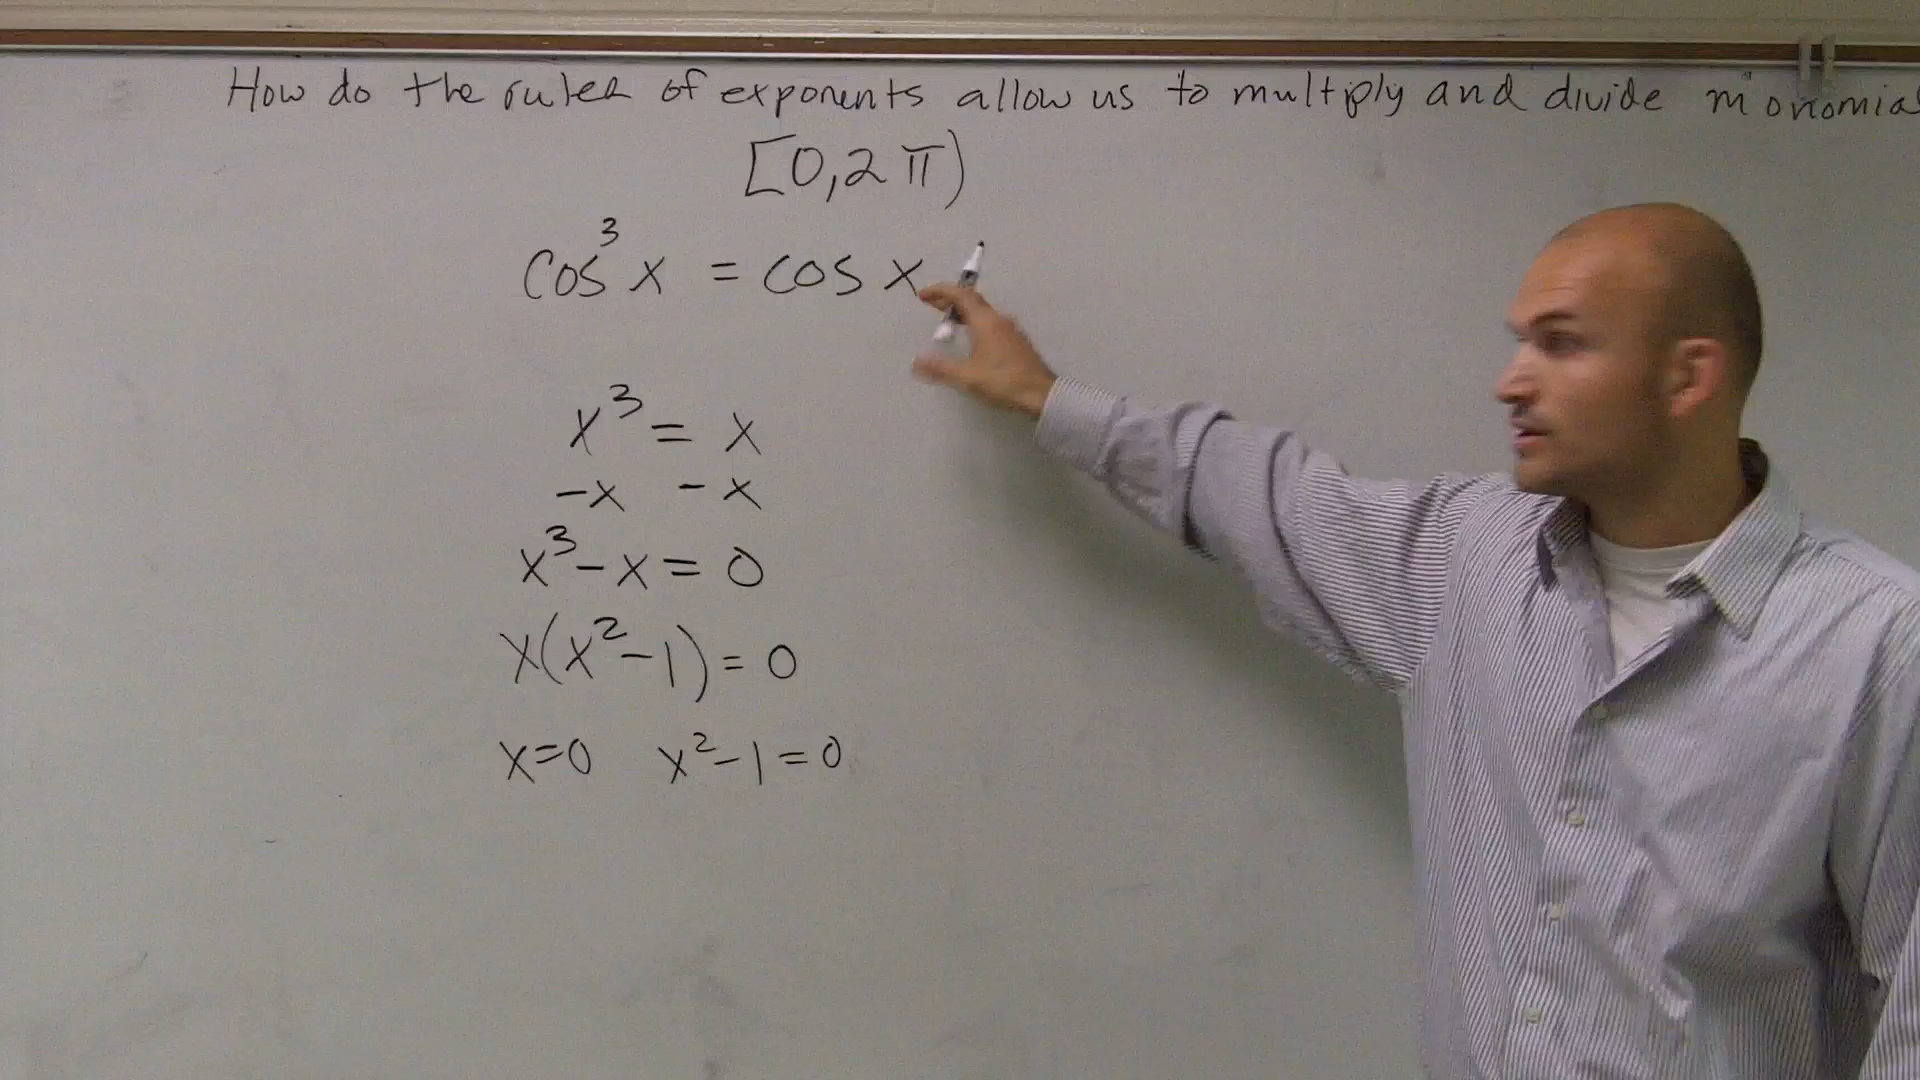 How do the rules of exponents allow us to multiply and divide monomia
[0,2π)
cos³x = cos x
x³ = x
-x -x
x³-x=0
x(x²-1)=0
x=0 x²-1=0